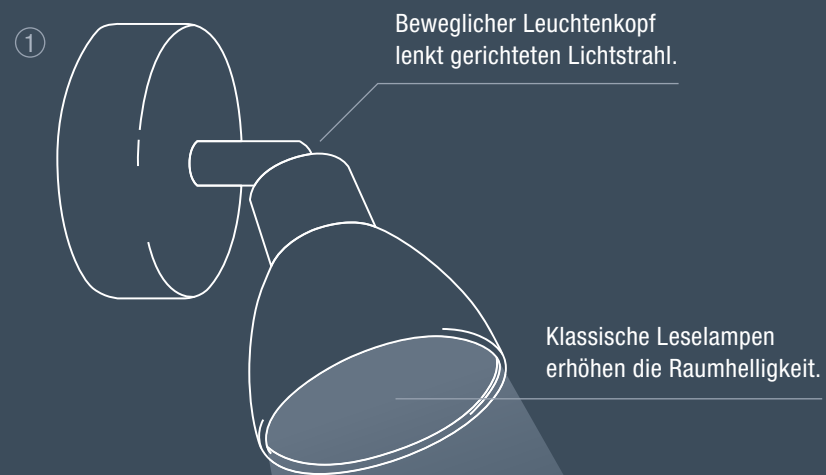 ①
Beweglicher Leuchtenkopf
lenkt gerichteten Lichtstrahl.
Klassische Leselampen
erhöhen die Raumhelligkeit.